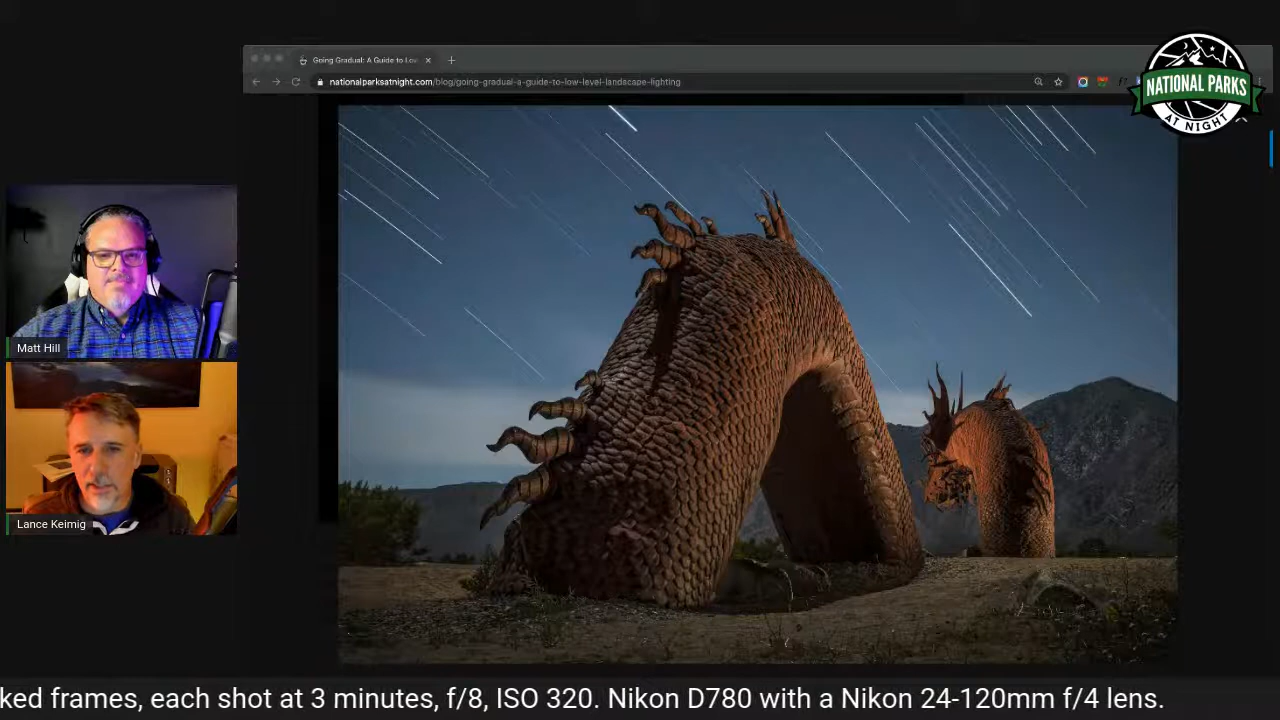 Going Gradual: A Guide to Lov
nationalparksatnight.com/blog/going-gradual-a-guide-to-low-level-landscape-lighting
NATIONAL PARKS
AT NIGHT
Matt Hill
Lance Keimig
ked frames, each shot at 3 minutes, f/8, ISO 320. Nikon D780 with a Nikon 24-120mm f/4 lens.